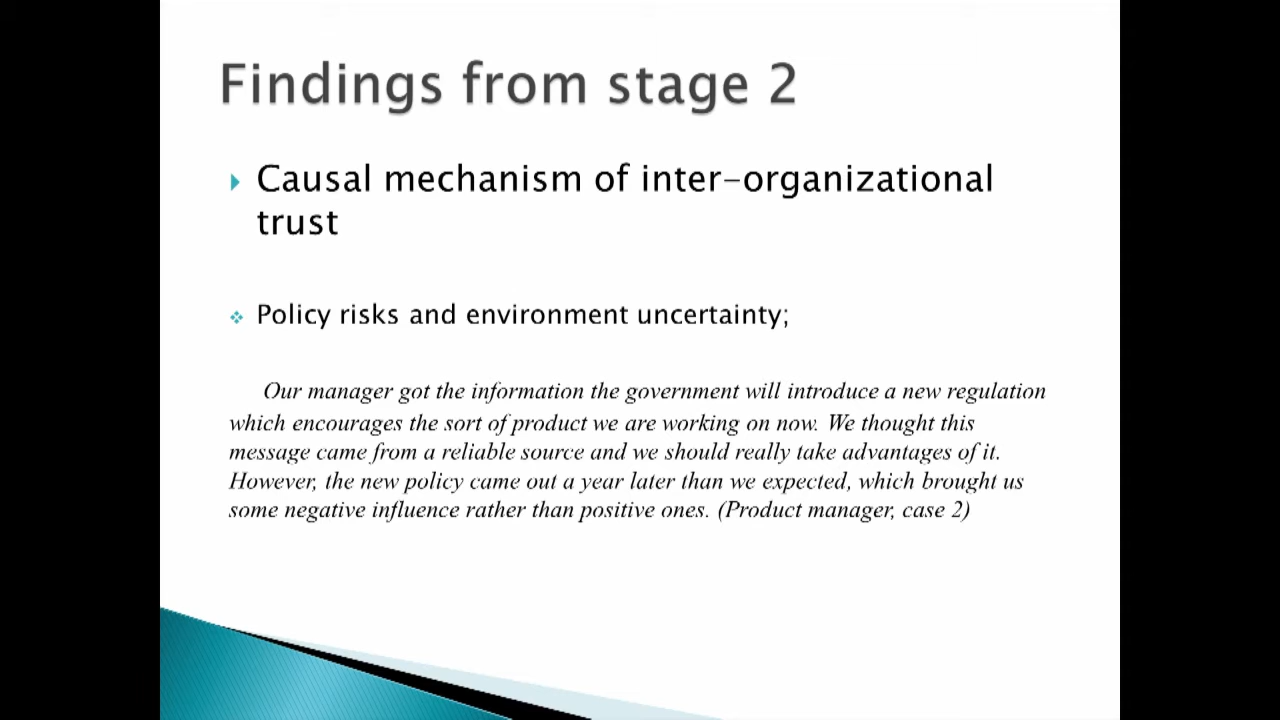 Findings from stage 2
Causal mechanism of inter-organizational
trust
Policy risks and environment uncertainty;
Our manager got the information the government will introduce a new regulation
which encourages the sort of product we are working on now. We thought this
message came from a reliable source and we should really take advantages of it.
However, the new policy came out a year later than we expected, which brought us
some negative influence rather than positive ones. (Product manager, case 2)